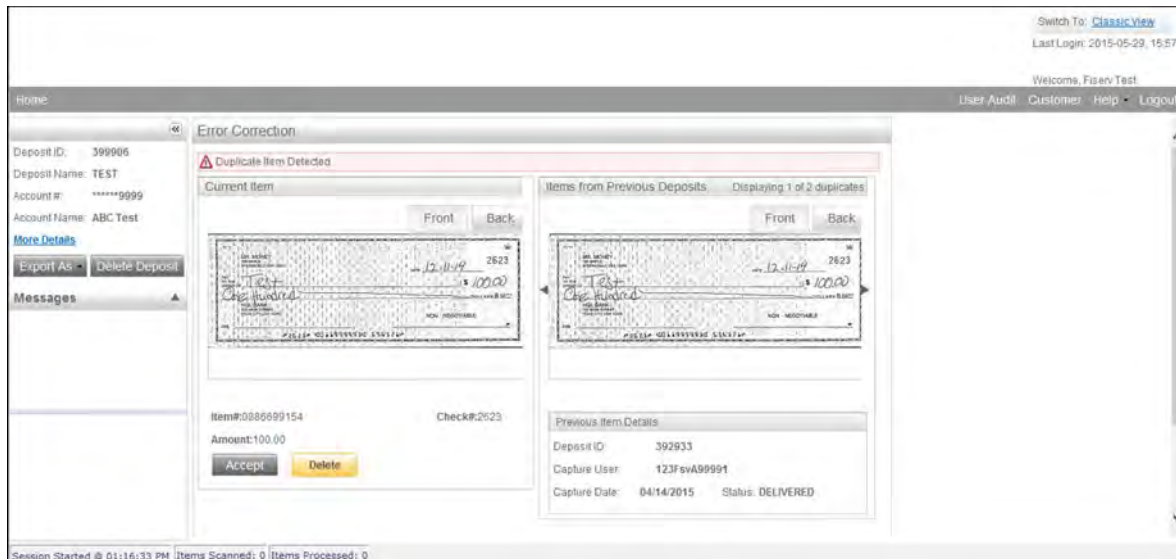 Switch To: Classic View
Last Login: 2015-05-29, 15:57
Welcome, Fiserv Test
Home
User Audit Customer Help Logout
Deposit ID: 399906
Deposit Name: TEST
Account #: ******9999
Account Name: ABC Test
More Details
Export As Delete Deposit
Messages
Error Correction
Duplicate Item Detected
Current Item
Front Back
MR. MONEY
2623
12-11-14
Test
$ 100.00
One Hundred
NON - NEGOTIABLE
Item#:0886699154 Check#:2623
Amount:100.00
Accept Delete
Items from Previous Deposits Displaying 1 of 2 duplicates
Front Back
MR. MONEY
2623
12-11-14
Test
$ 100.00
One Hundred
NON - NEGOTIABLE
Previous Item Details
Deposit ID: 392933
Capture User: 123FsvA99991
Capture Date: 04/14/2015 Status: DELIVERED
Session Started @ 01:16:33 PM Items Scanned: 0 Items Processed: 0